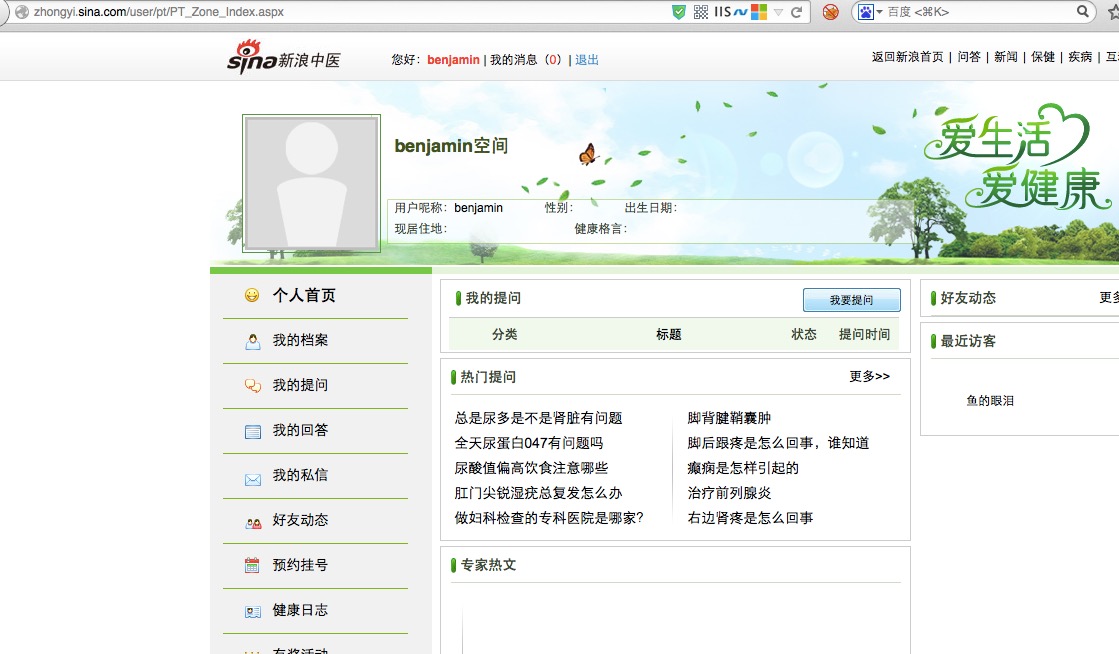 zhongyi.sina.com/user/pt/PT_Zone_Index.aspx IIS 百度 <⌘K>
sina新浪中医 您好：benjamin | 我的消息（0） | 退出 返回新浪首页 | 问答 | 新闻 | 保健 | 疾病 | 互
benjamin空间
爱生活
爱健康
用户呢称：benjamin 性别： 出生日期：
现居住地： 健康格言：
个人首页
我的档案
我的提问
我的回答
我的私信
好友动态
预约挂号
健康日志
有奖活动
我的提问 我要提问
分类 标题 状态 提问时间
热门提问 更多>>
总是尿多是不是肾脏有问题
全天尿蛋白047有问题吗
尿酸值偏高饮食注意哪些
肛门尖锐湿疣总复发怎么办
做妇科检查的专科医院是哪家?
脚背腱鞘囊肿
脚后跟疼是怎么回事，谁知道
癫痫是怎样引起的
治疗前列腺炎
右边肾疼是怎么回事
专家热文
好友动态 更多
最近访客
鱼的眼泪